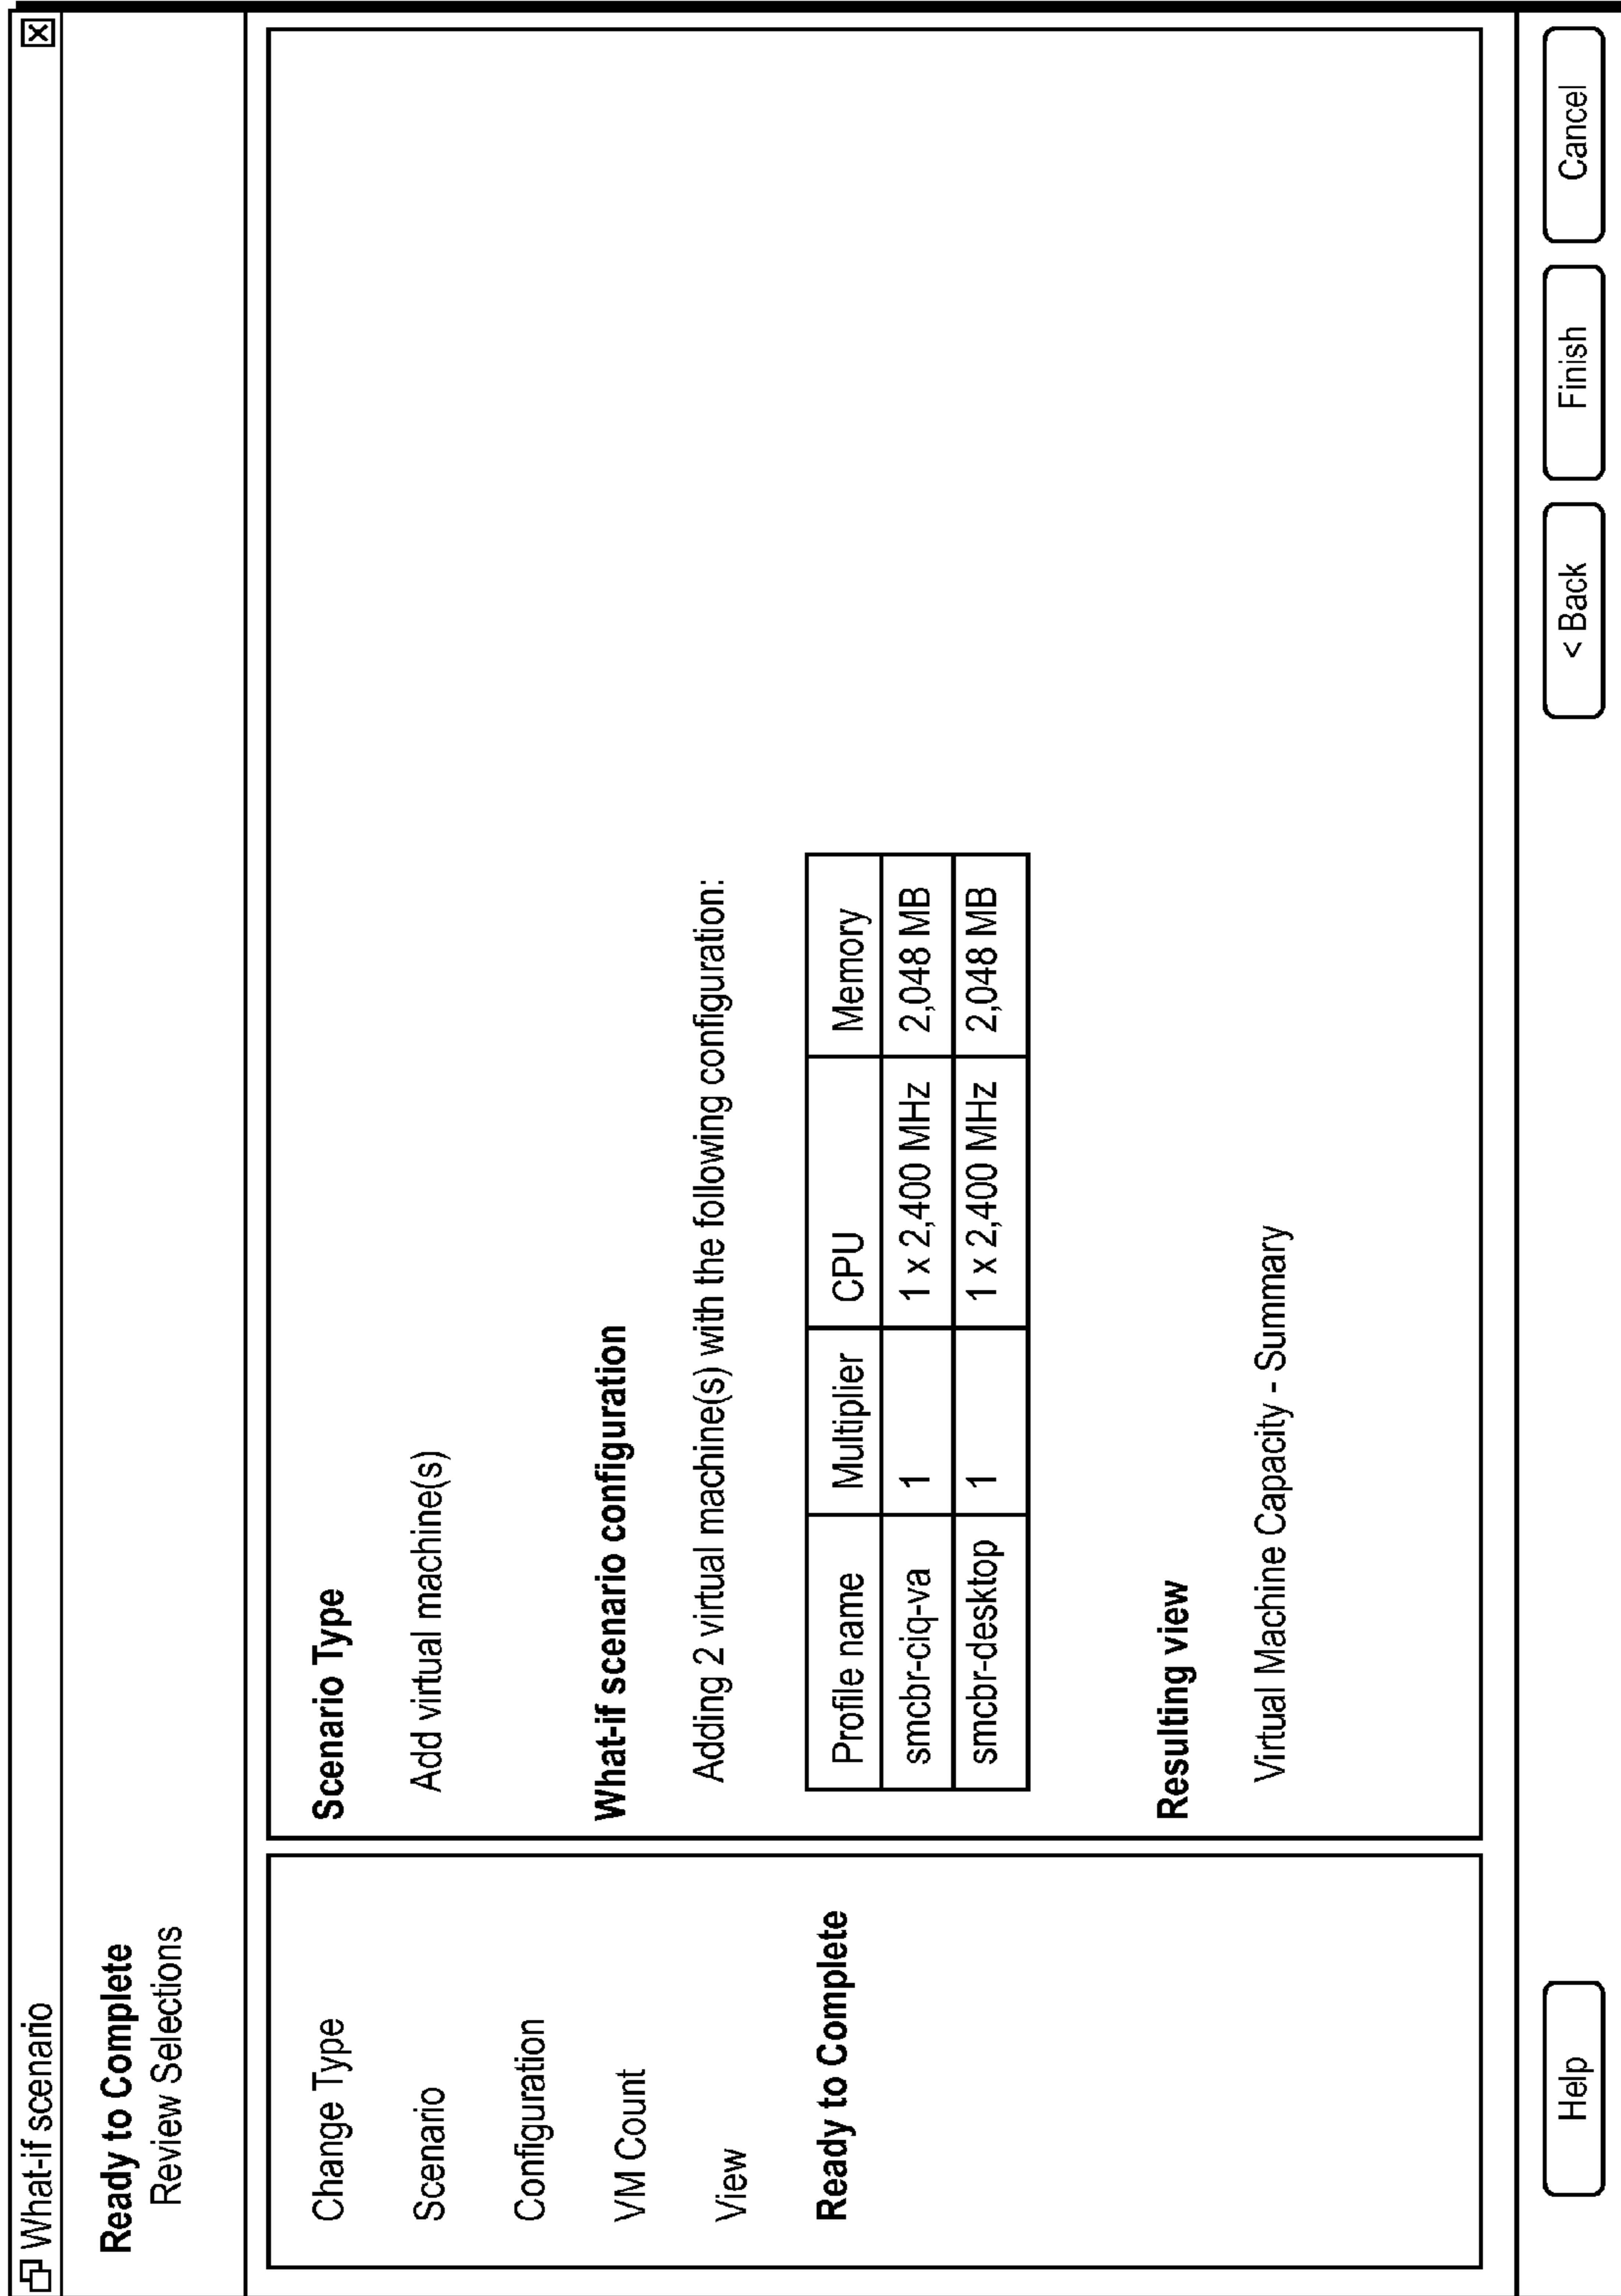 What-if scenario
Ready to Complete
Review Selections
Change Type
Scenario
Configuration
VM Count
View
Ready to Complete
Scenario Type
Add virtual machine(s)
What-if scenario configuration
Adding 2 virtual machine(s) with the following configuration:
Profile name Multiplier CPU Memory
smcbr-ciq-va 1 1 x 2,400 MHz 2,048 MB
smcbr-desktop 1 1 x 2,400 MHz 2,048 MB
Resulting view
Virtual Machine Capacity - Summary
Help < Back Finish Cancel